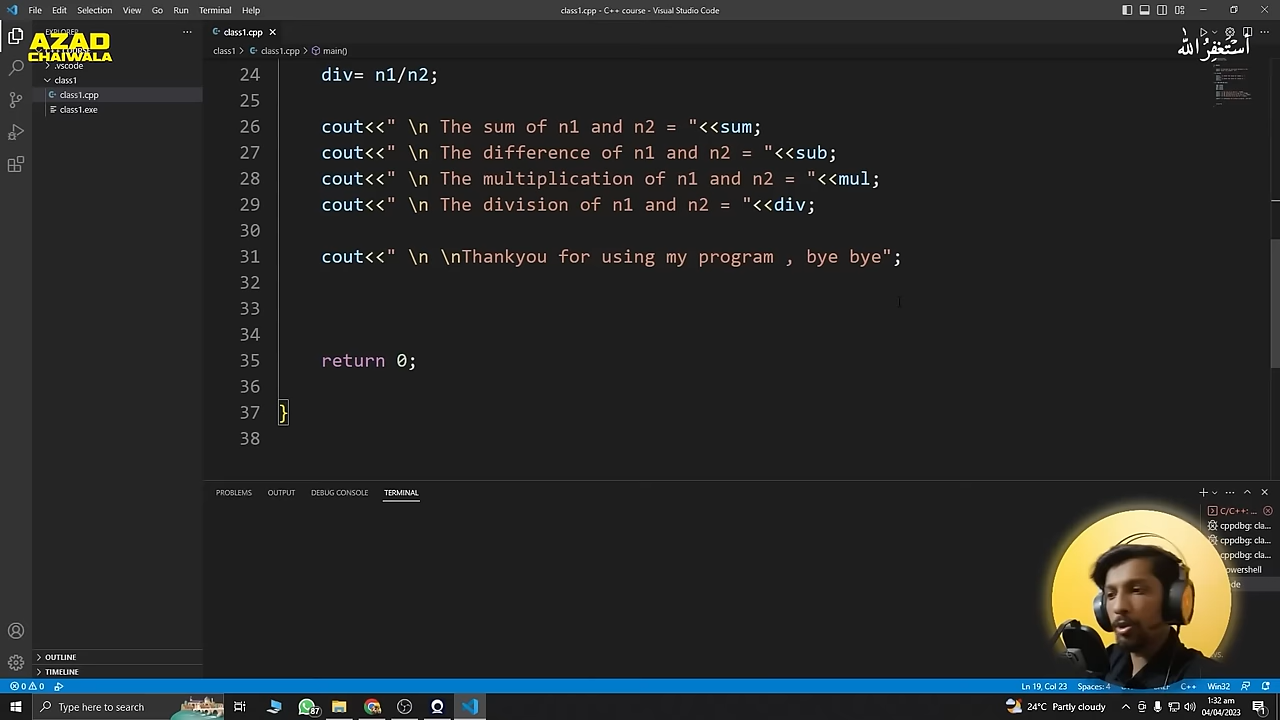 File Edit Selection View Go Run Terminal Help
class1.cpp - C++ course - Visual Studio Code
AZAD
CHAIWALA
أستغفر الله
class1.cpp
class1 > class1.cpp > main()
.vscode
class1
class1.cpp
class1.exe
24 div= n1/n2;
25
26 cout<<" \n The sum of n1 and n2 = "<<sum;
27 cout<<" \n The difference of n1 and n2 = "<<sub;
28 cout<<" \n The multiplication of n1 and n2 = "<<mul;
29 cout<<" \n The division of n1 and n2 = "<<div;
30
31 cout<<" \n \nThankyou for using my program , bye bye";
32
33
34
35 return 0;
36
37 }
38
PROBLEMS OUTPUT DEBUG CONSOLE TERMINAL
C/C++: ...
cppdbg: cla...
cppdbg: cla...
cppdbg: cla...
OUTLINE
TIMELINE
0 0
Ln 19, Col 23 Spaces: 4 C++ Win32
Type here to search
87
24°C Partly cloudy
1:32 am
04/04/2023
1